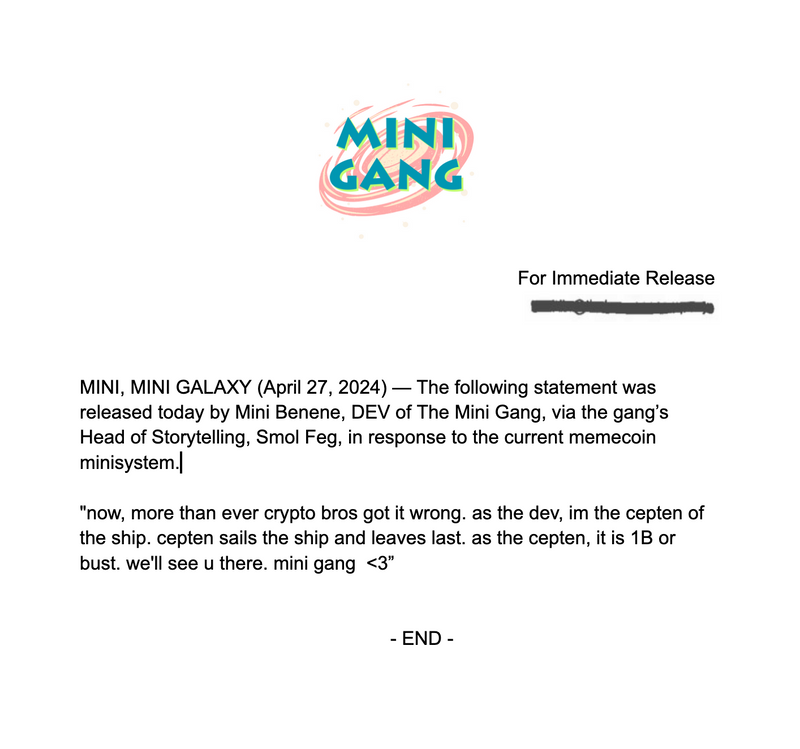 MINI
GANG
For Immediate Release
MINI, MINI GALAXY (April 27, 2024) — The following statement was
released today by Mini Benene, DEV of The Mini Gang, via the gang’s
Head of Storytelling, Smol Feg, in response to the current memecoin
minisystem.
"now, more than ever crypto bros got it wrong. as the dev, im the cepten of
the ship. cepten sails the ship and leaves last. as the cepten, it is 1B or
bust. we'll see u there. mini gang  <3”
- END -